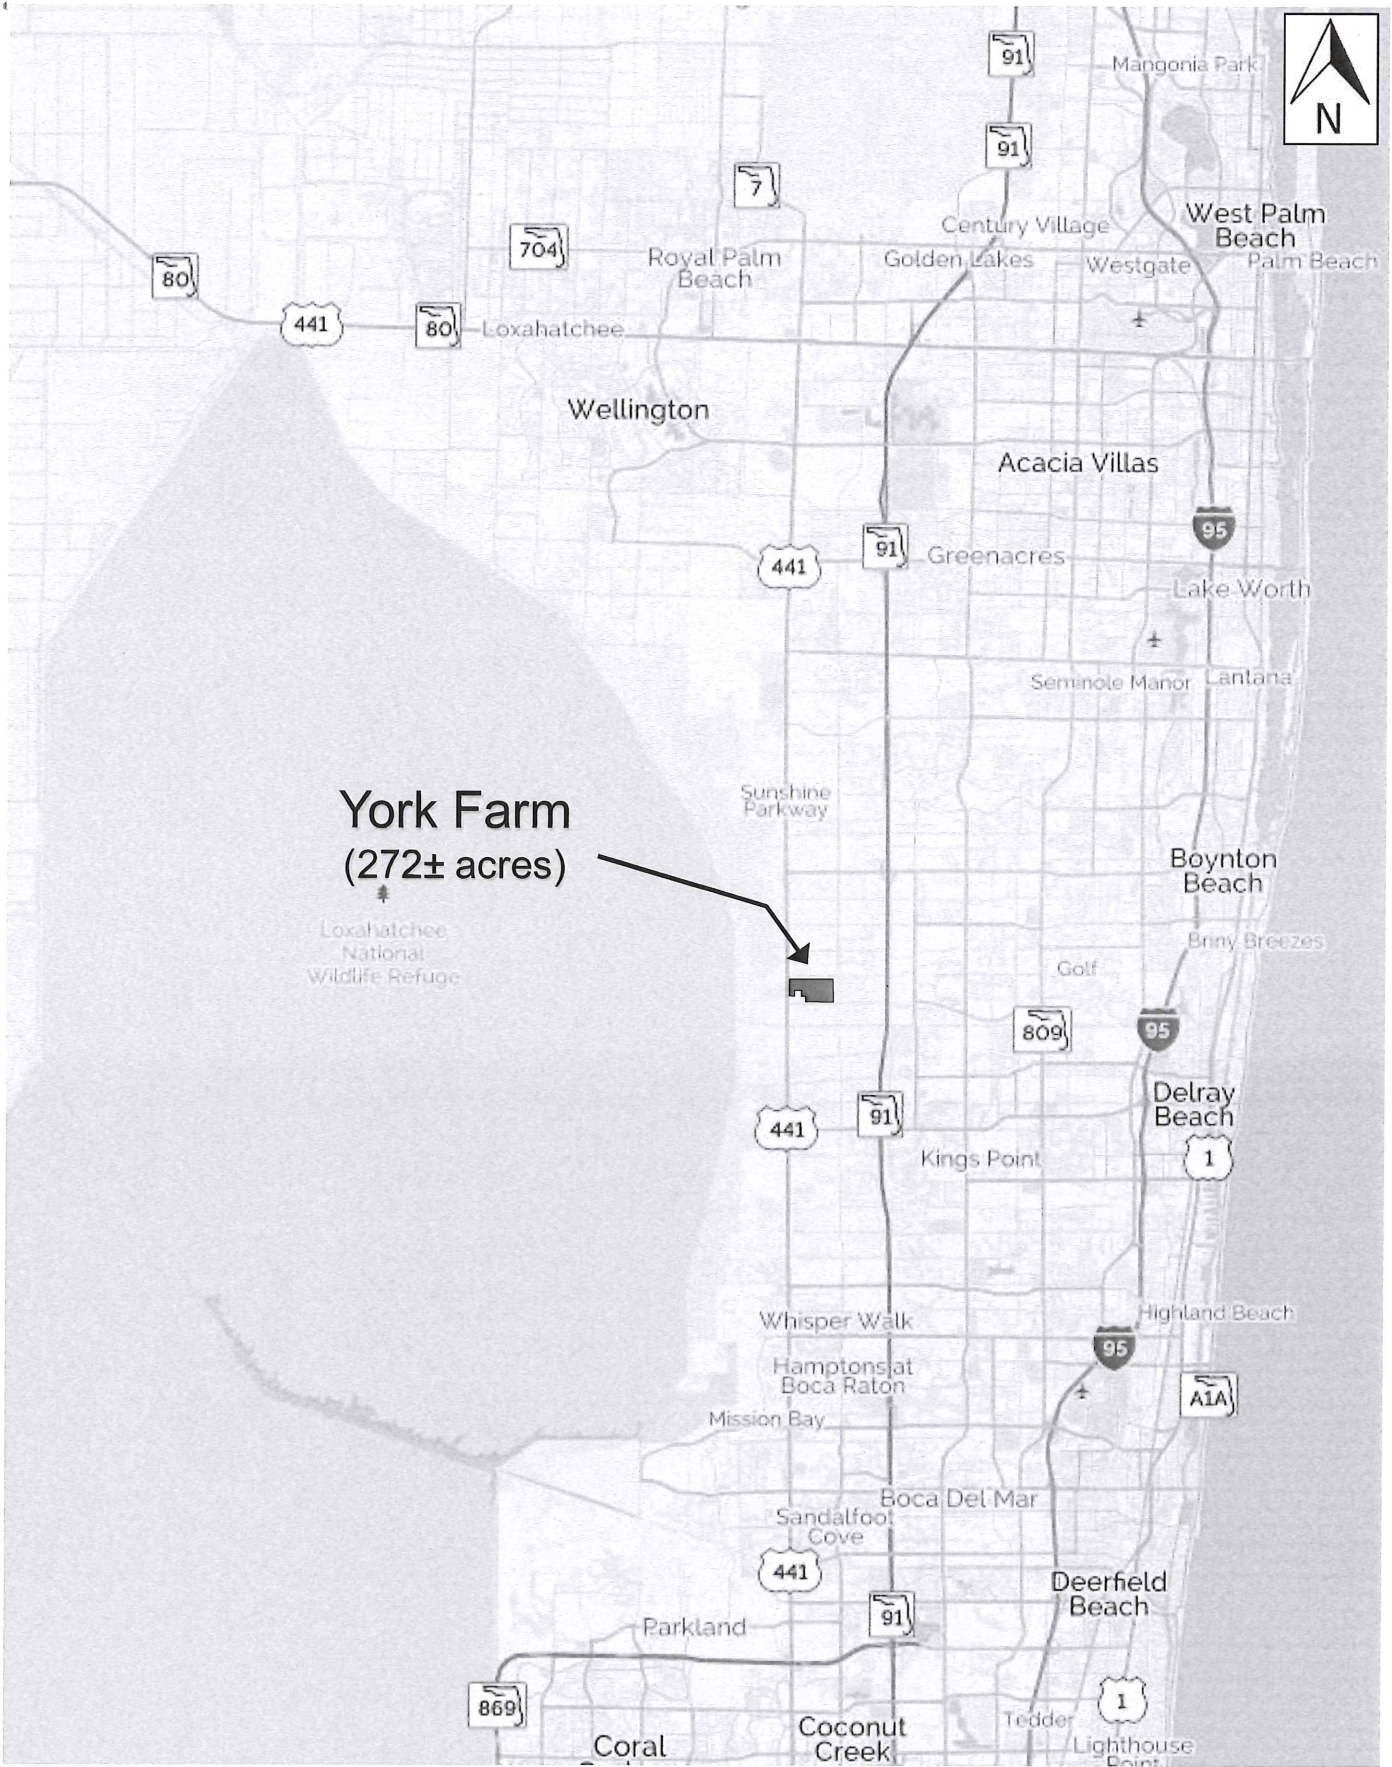 91
Mangonia Park
N
91
7
West Palm
Beach
Century Village
704
Royal Palm
Beach
Golden Lakes
Westgate
Palm Beach
80
441
80
Loxahatchee
Wellington
Acacia Villas
95
91
Greenacres
441
Lake Worth
Seminole Manor
Lantana
Sunshine
Parkway
York Farm
(272± acres)
Boynton
Beach
Loxahatchee
National
Wildlife Refuge
Briny Breezes
Golf
809
95
Delray
Beach
91
441
Kings Point
1
Highland Beach
Whisper Walk
95
Hamptons at
Boca Raton
A1A
Mission Bay
Boca Del Mar
Sandalfoot
Cove
441
Deerfield
Beach
91
Parkland
869
1
Tedder
Coconut
Creek
Coral
Lighthouse
Point